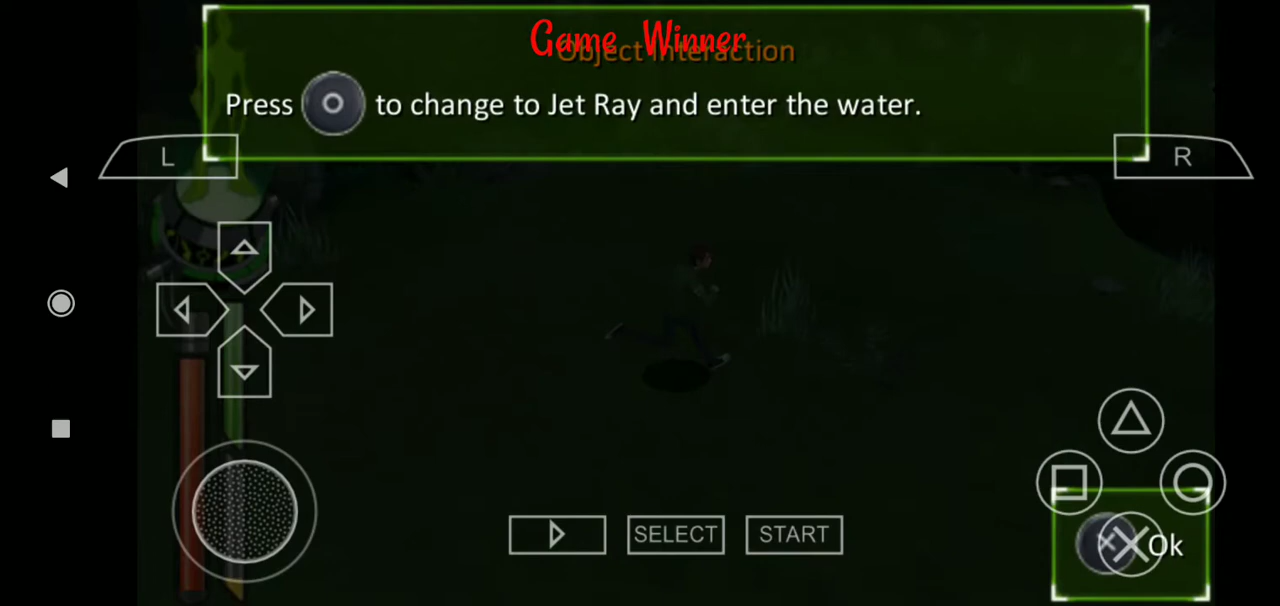 Game Winner
Object Interaction
Press to change to Jet Ray and enter the water.
L
R
SELECT
START
Ok